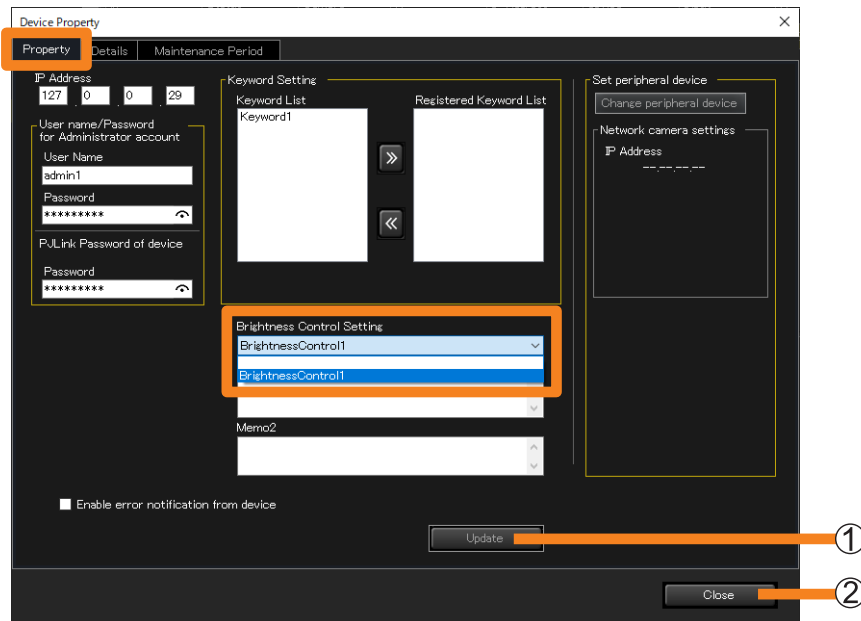 Device Property
Property Details Maintenance Period
IP Address
127 . 0 . 0 . 29
User name/Password
for Administrator account
User Name
admin1
Password
*********
PJLink Password of device
Password
*********
Keyword Setting
Keyword List Registered Keyword List
Keyword1
Brightness Control Setting
BrightnessControl1
BrightnessControl1
Memo2
Set peripheral device
Change peripheral device
Network camera settings
IP Address
--.--.--.--
Enable error notification from device
Update
①
Close
②